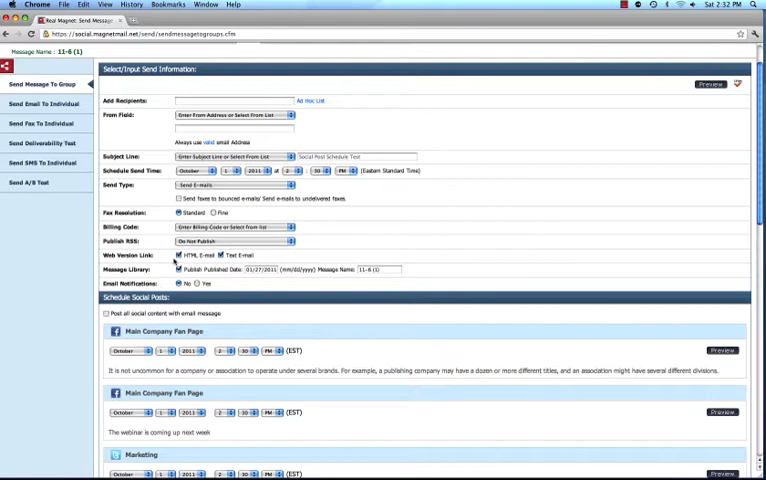 Chrome File Edit View History Bookmarks Window Help Sat 2:32 PM
Real Magnet: Send Message
https://social.magnetmail.net/send/sendmessagetogroups.cfm
Message Name: 11-6 (1)
Send Message To Group
Send Email To Individual
Send Fax To Individual
Send Deliverability Test
Send SMS To Individual
Send A/B Test
Select/Input Send Information:
Preview
Add Recipients: Ad Hoc List
From Field: Enter From Address or Select From List
Always use valid email Address
Subject Line: Enter Subject Line or Select From List Social Post Schedule Test
Schedule Send Time: October 1 2011 at 2 : 30 PM (Eastern Standard Time)
Send Type: Send E-mails
Send faxes to bounced e-mails/ Send e-mails to undelivered faxes.
Fax Resolution: Standard Fine
Billing Code: Enter Billing Code or Select from list
Publish RSS: Do Not Publish
Web Version Link: HTML E-mail Text E-mail
Message Library: Publish Published Date: 01/27/2011 (mm/dd/yyyy) Message Name: 11-6 (1)
Email Notifications: No Yes
Schedule Social Posts:
Post all social content with email message
Main Company Fan Page
October 1 2011 2 30 PM (EST) Preview
It is not uncommon for a company or association to operate under several brands. For example, a publishing company may have a dozen or more different titles, and an association might have several different divisions.
Main Company Fan Page
October 1 2011 2 30 PM (EST) Preview
The webinar is coming up next week
Marketing
October 1 2011 2 30 PM (EST) Preview